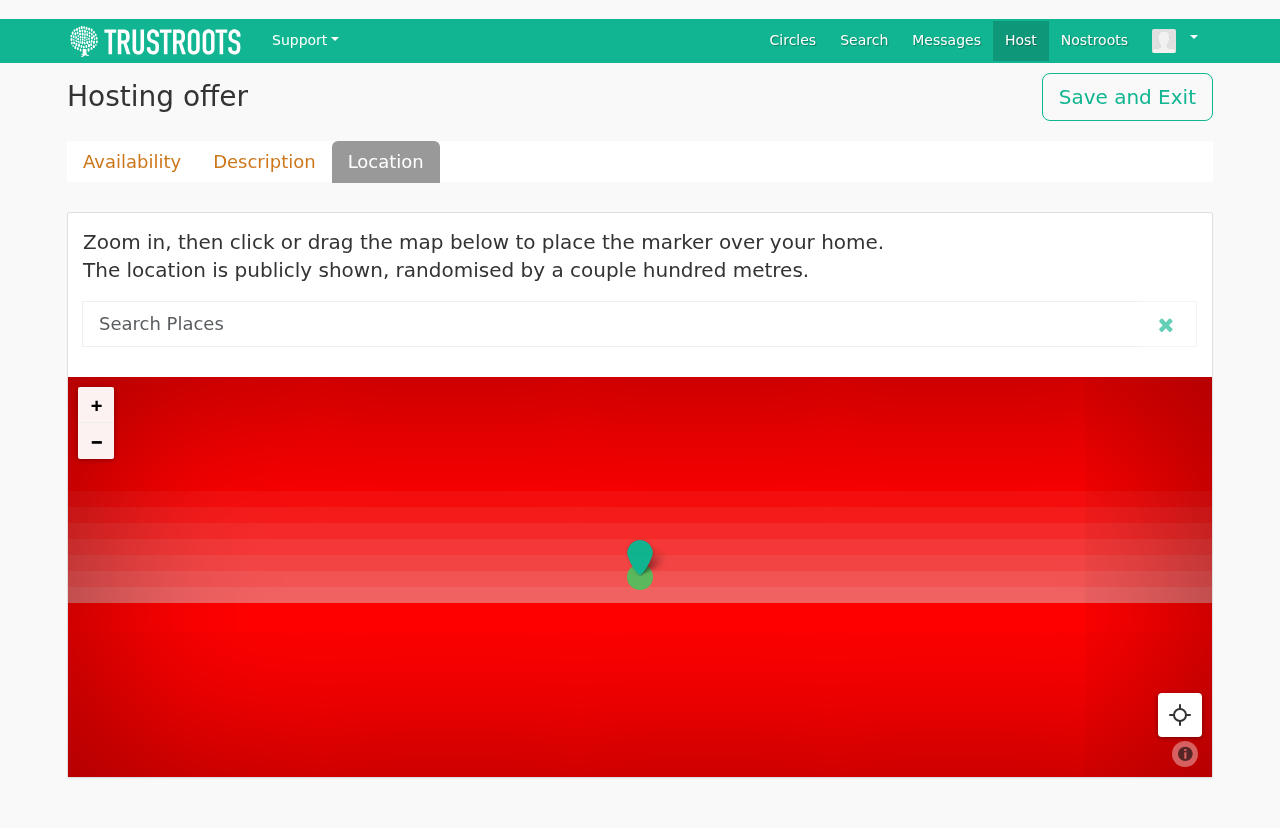 TRUSTROOTS
Support
Circles
Search
Messages
Host
Nostroots
Hosting offer
Save and Exit
Availability
Description
Location
Zoom in, then click or drag the map below to place the marker over your home.
The location is publicly shown, randomised by a couple hundred metres.
Search Places
+
−